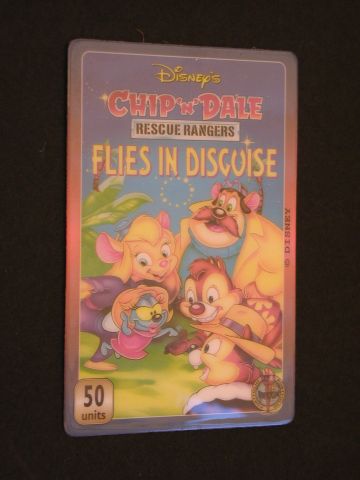 DISNEY'S
CHIP 'N' DALE
RESCUE RANGERS
FLIES IN DISGUISE
© DISNEY
50
units